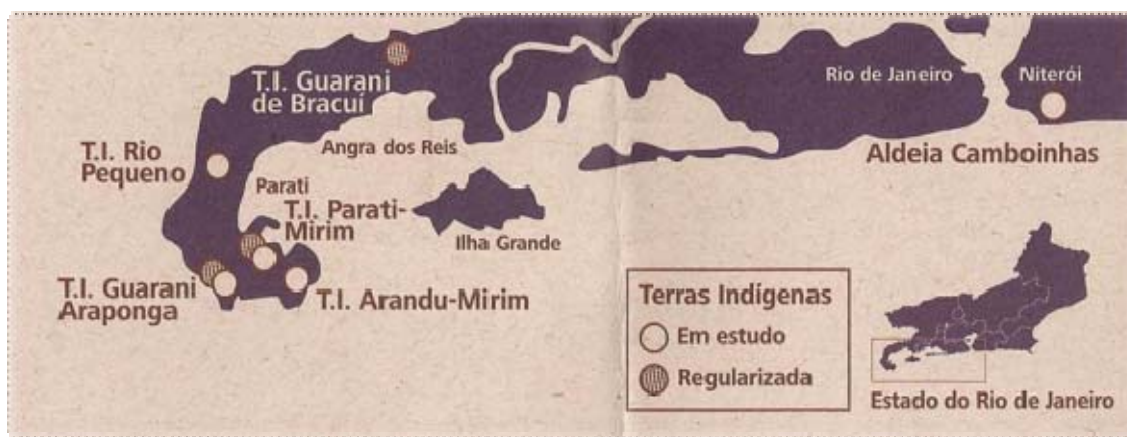 T.I. Guarani
de Bracuí
Rio de Janeiro
Niterói
T.I. Rio
Pequeno
Angra dos Reis
Aldeia Camboinhas
Parati
T.I. Parati-
Mirim
Ilha Grande
T.I. Guarani
Araponga
T.I. Arandu-Mirim
Terras Indígenas
Em estudo
Regularizada
Estado do Rio de Janeiro